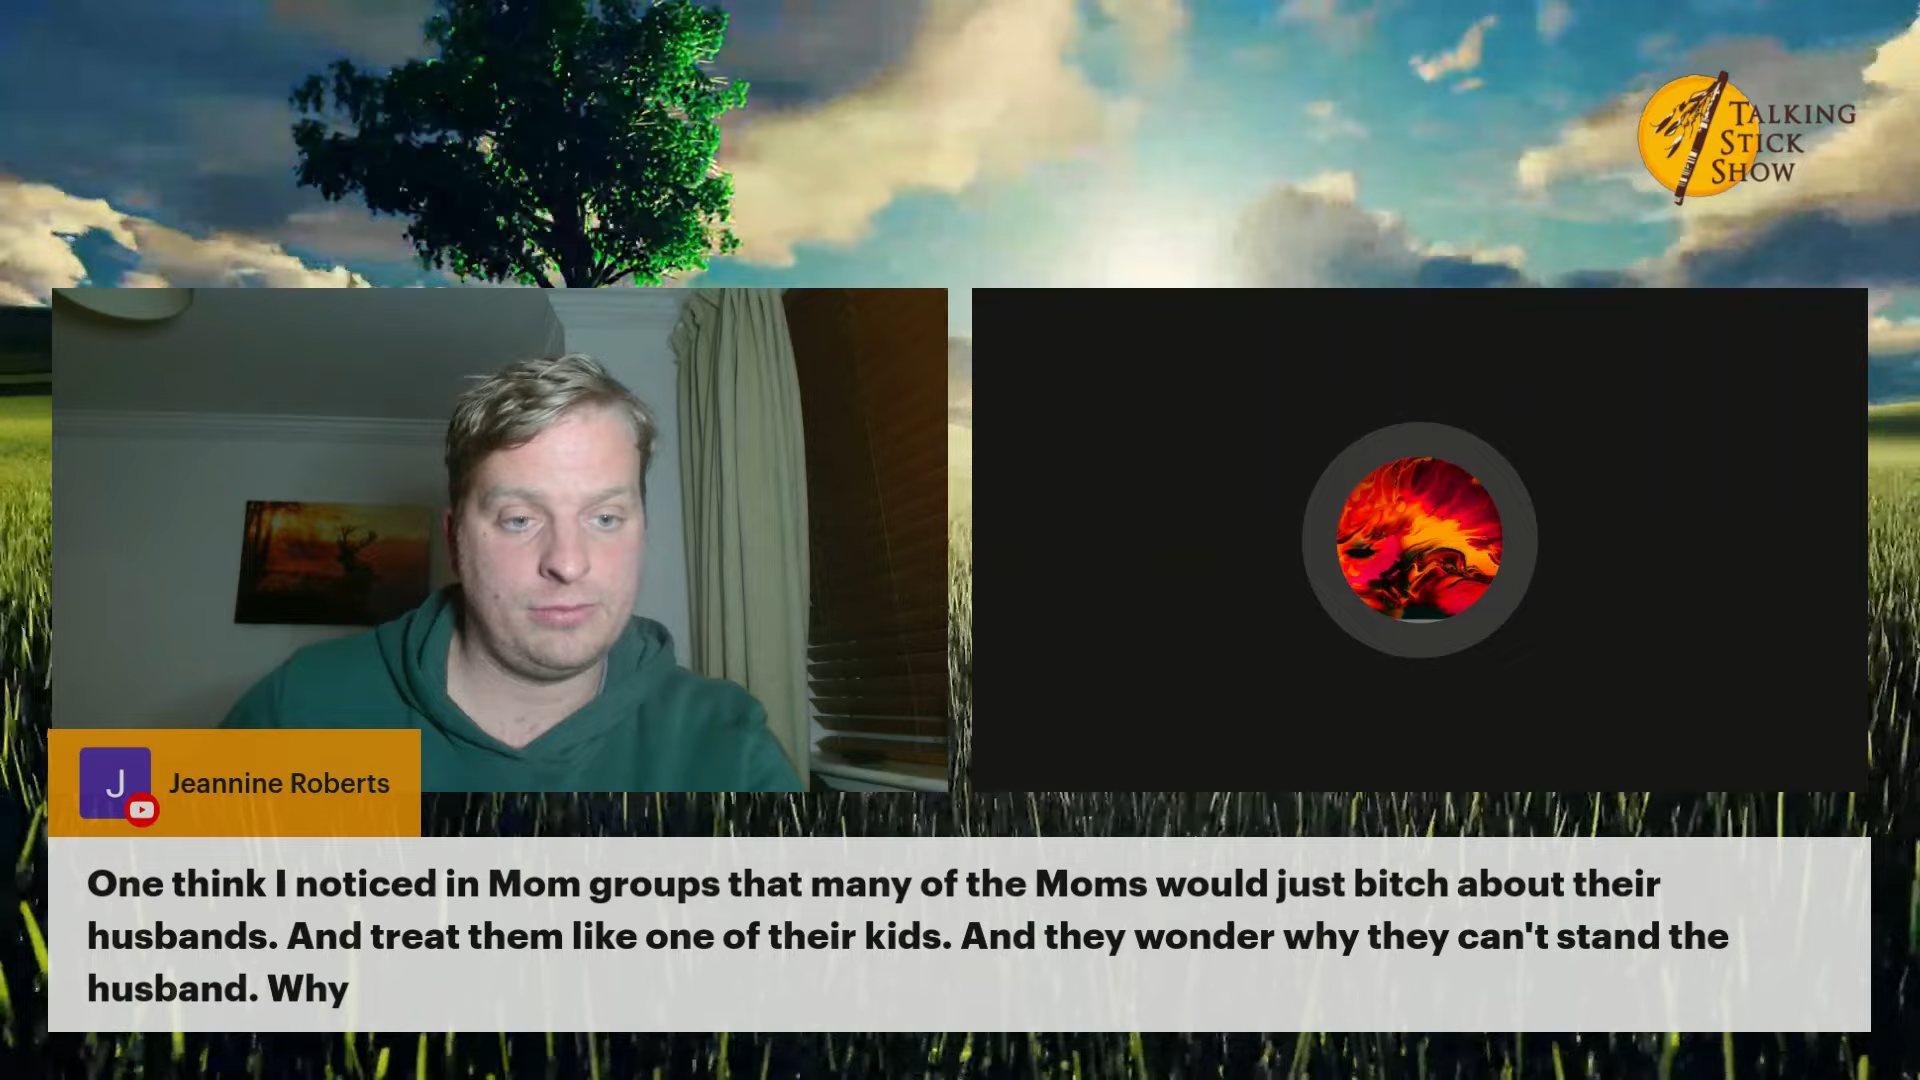 TALKING
STICK
SHOW
J
Jeannine Roberts
One think I noticed in Mom groups that many of the Moms would just bitch about their
husbands. And treat them like one of their kids. And they wonder why they can't stand the
husband. Why